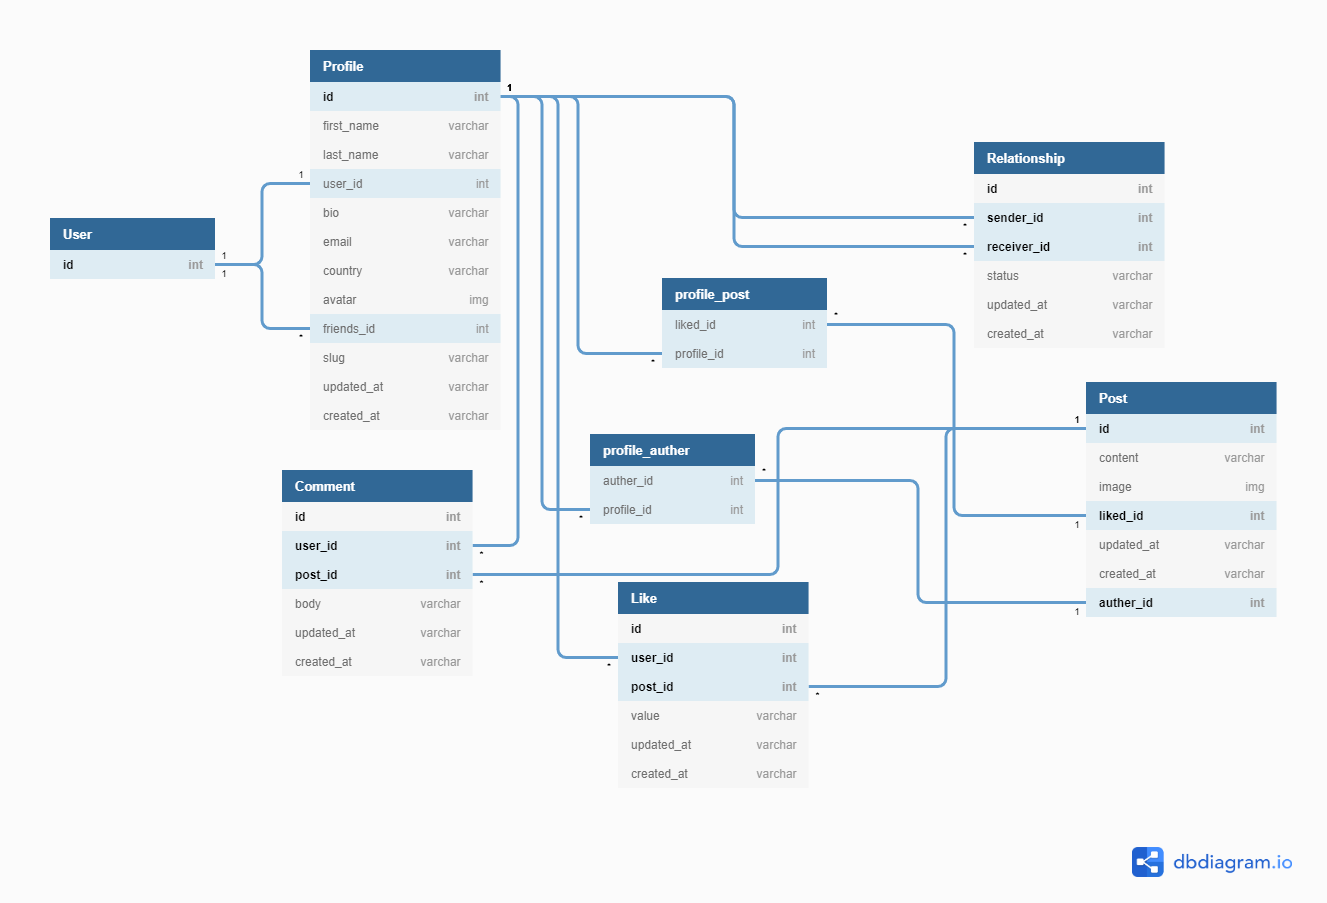 Profile
id int
first_name varchar
last_name varchar
user_id int
bio varchar
email varchar
country varchar
avatar img
friends_id int
slug varchar
updated_at varchar
created_at varchar
1
1
*
User
id int
1
1
Relationship
id int
sender_id int
receiver_id int
status varchar
updated_at varchar
created_at varchar
*
*
profile_post
liked_id int
profile_id int
*
*
Post
id int
content varchar
image img
liked_id int
updated_at varchar
created_at varchar
auther_id int
1
1
1
profile_auther
auther_id int
profile_id int
*
*
Comment
id int
user_id int
post_id int
body varchar
updated_at varchar
created_at varchar
*
*
Like
id int
user_id int
post_id int
value varchar
updated_at varchar
created_at varchar
*
*
dbdiagram.io